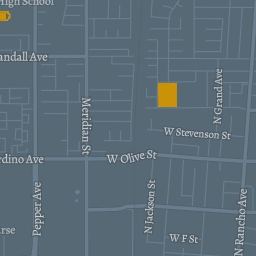 High School
andall Ave
N Grand Ave
Meridian St
W Stevenson St
W Olive St
rdino Ave
Pepper Ave
N Jackson St
N Rancho Ave
rse
W F St